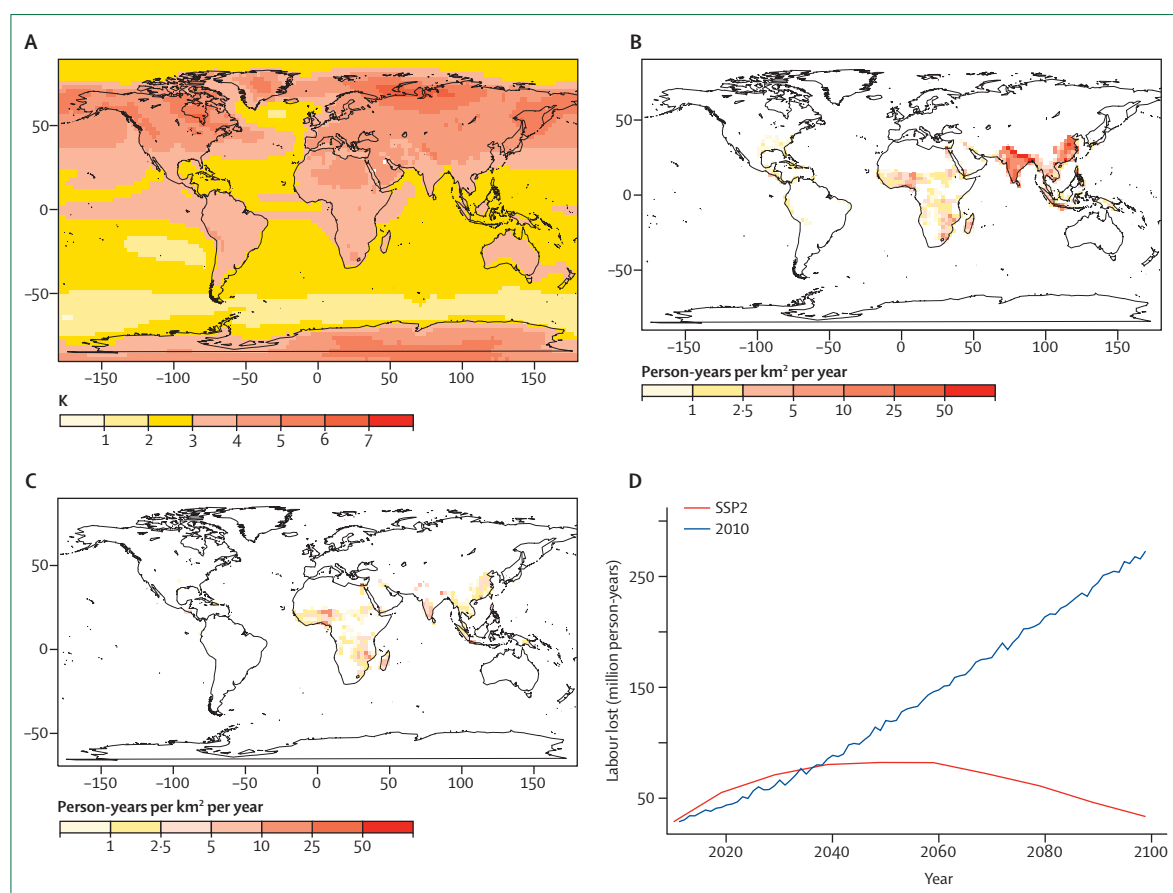 A
50
0
−50
−150 −100 −50 0 50 100 150
K
1 2 3 4 5 6 7
B
50
0
−50
−150 −100 −50 0 50 100 150
Person-years per km² per year
1 2·5 5 10 25 50
C
50
0
−50
−150 −100 −50 0 50 100 150
Person-years per km² per year
1 2·5 5 10 25 50
D
SSP2
2010
250
150
50
Labour lost (million person-years)
2020 2040 2060 2080 2100
Year